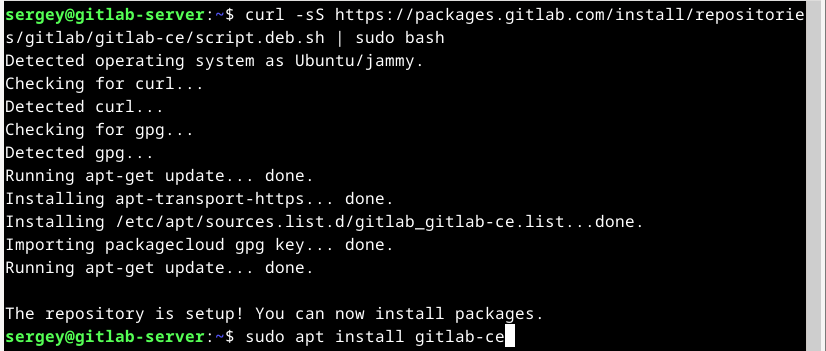 sergey@gitlab-server:~$ curl -sS https://packages.gitlab.com/install/repositorie
s/gitlab/gitlab-ce/script.deb.sh | sudo bash
Detected operating system as Ubuntu/jammy.
Checking for curl...
Detected curl...
Checking for gpg...
Detected gpg...
Running apt-get update... done.
Installing apt-transport-https... done.
Installing /etc/apt/sources.list.d/gitlab_gitlab-ce.list...done.
Importing packagecloud gpg key... done.
Running apt-get update... done.

The repository is setup! You can now install packages.
sergey@gitlab-server:~$ sudo apt install gitlab-ce